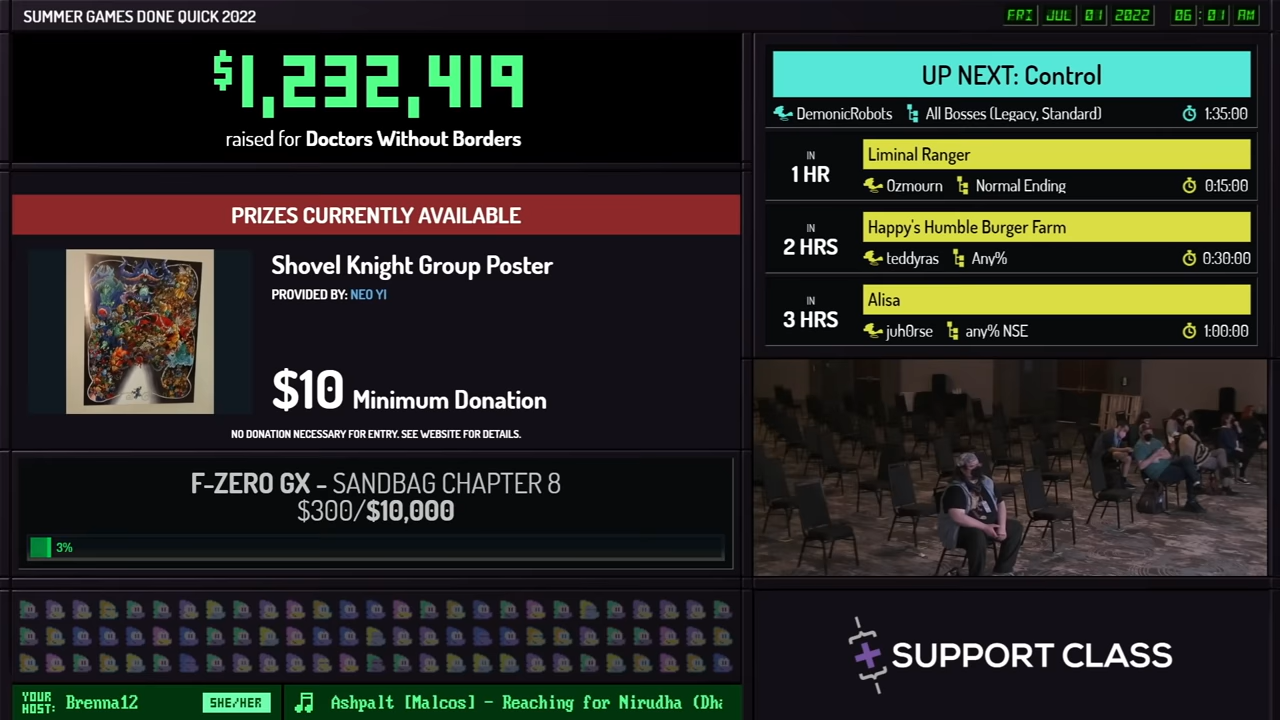 SUMMER GAMES DONE QUICK 2022
FRI JUL 01 2022 06:01 AM
$1,232,419
raised for Doctors Without Borders
PRIZES CURRENTLY AVAILABLE
Shovel Knight Group Poster
PROVIDED BY: NEO YI
$10 Minimum Donation
NO DONATION NECESSARY FOR ENTRY. SEE WEBSITE FOR DETAILS.
F-ZERO GX - SANDBAG CHAPTER 8
$300/$10,000
3%
YOUR HOST: Brenna12 SHE/HER
Ashpalt [Malcos] - Reaching for Nirudha (Dha
UP NEXT: Control
DemonicRobots All Bosses (Legacy, Standard) 1:35:00
IN 1 HR
Liminal Ranger
Ozmourn Normal Ending 0:15:00
IN 2 HRS
Happy's Humble Burger Farm
teddyras Any% 0:30:00
IN 3 HRS
Alisa
juh0rse any% NSE 1:00:00
SUPPORT CLASS